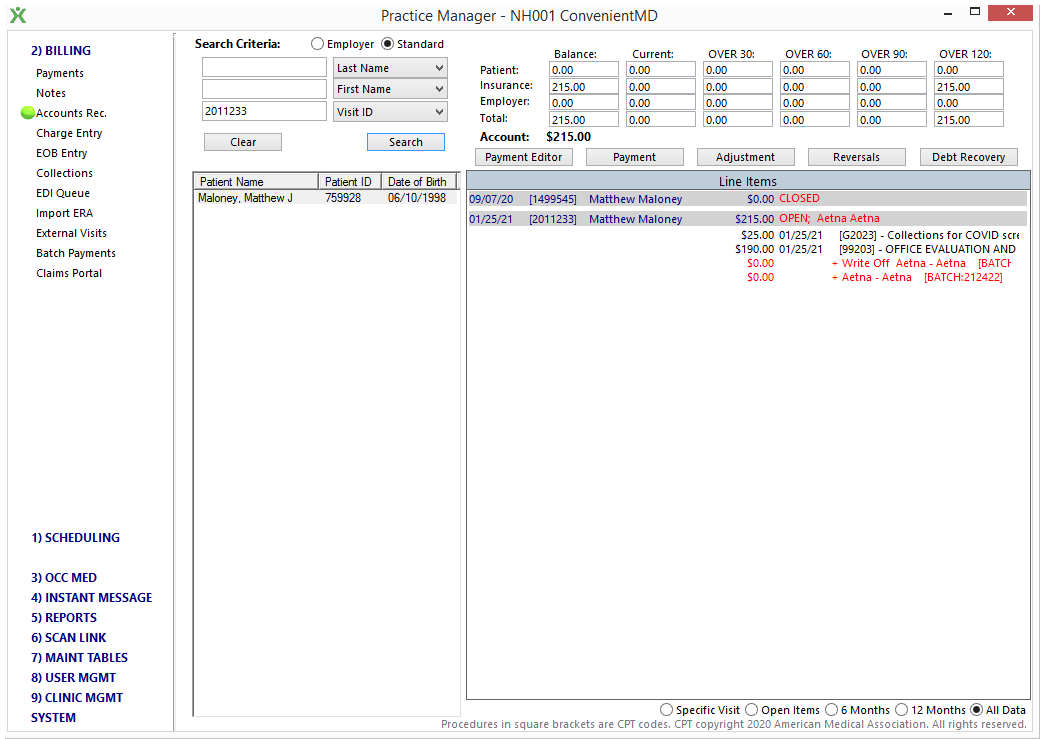 Practice Manager - NH001 ConvenientMD
2) BILLING
Payments
Notes
Accounts Rec.
Charge Entry
EOB Entry
Collections
EDI Queue
Import ERA
External Visits
Batch Payments
Claims Portal
1) SCHEDULING
3) OCC MED
4) INSTANT MESSAGE
5) REPORTS
6) SCAN LINK
7) MAINT TABLES
8) USER MGMT
9) CLINIC MGMT
SYSTEM
Search Criteria: Employer Standard
Last Name
First Name
2011233 Visit ID
Clear Search
Patient Name Patient ID Date of Birth
Maloney, Matthew J 759928 06/10/1998
Balance: Current: OVER 30: OVER 60: OVER 90: OVER 120:
Patient: 0.00 0.00 0.00 0.00 0.00 0.00
Insurance: 215.00 0.00 0.00 0.00 0.00 215.00
Employer: 0.00 0.00 0.00 0.00 0.00 0.00
Total: 215.00 0.00 0.00 0.00 0.00 215.00
Account: $215.00
Payment Editor Payment Adjustment Reversals Debt Recovery
Line Items
09/07/20 [1499545] Matthew Maloney $0.00 CLOSED
01/25/21 [2011233] Matthew Maloney $215.00 OPEN; Aetna Aetna
$25.00 01/25/21 [G2023] - Collections for COVID scre
$190.00 01/25/21 [99203] - OFFICE EVALUATION AND
$0.00 + Write Off Aetna - Aetna [BATCH
$0.00 + Aetna - Aetna [BATCH:212422]
Specific Visit Open Items 6 Months 12 Months All Data
Procedures in square brackets are CPT codes. CPT copyright 2020 American Medical Association. All rights reserved.